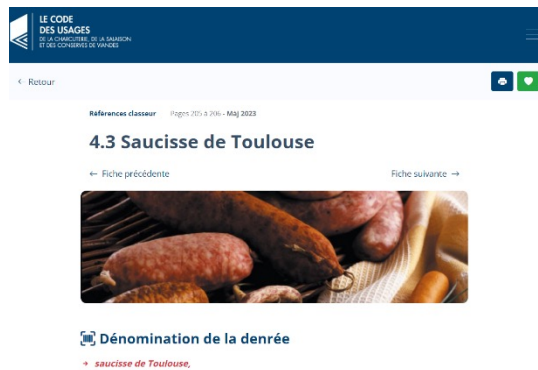 LE CODE
DES USAGES
DE LA CHARCUTERIE, DE LA SALAISON
ET DES CONSERVES DE VIANDES
← Retour
Références classeur Pages 205 à 206 - Màj 2023
4.3 Saucisse de Toulouse
← Fiche précédente Fiche suivante →
Dénomination de la denrée
→ saucisse de Toulouse,